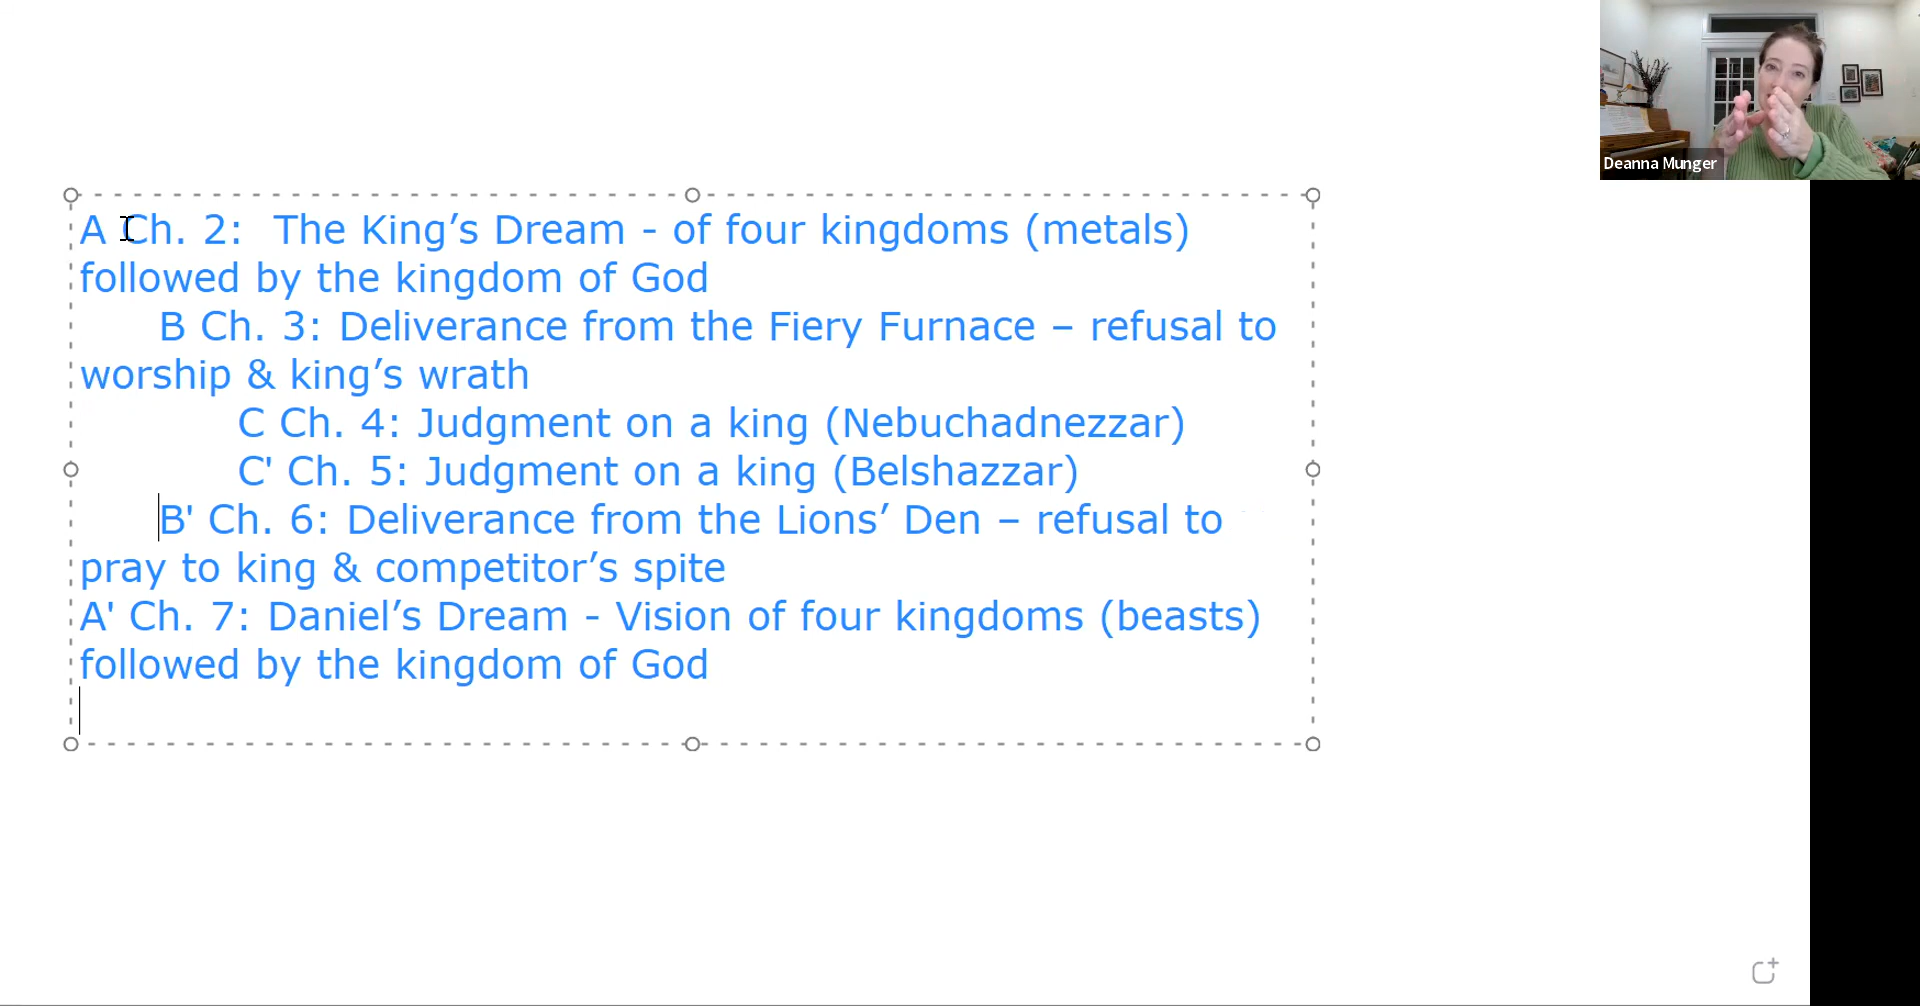 Deanna Munger
A Ch. 2:  The King’s Dream - of four kingdoms (metals)
followed by the kingdom of God
B Ch. 3: Deliverance from the Fiery Furnace – refusal to
worship & king’s wrath
C Ch. 4: Judgment on a king (Nebuchadnezzar)
C' Ch. 5: Judgment on a king (Belshazzar)
B' Ch. 6: Deliverance from the Lions’ Den – refusal to
pray to king & competitor’s spite
A' Ch. 7: Daniel’s Dream - Vision of four kingdoms (beasts)
followed by the kingdom of God